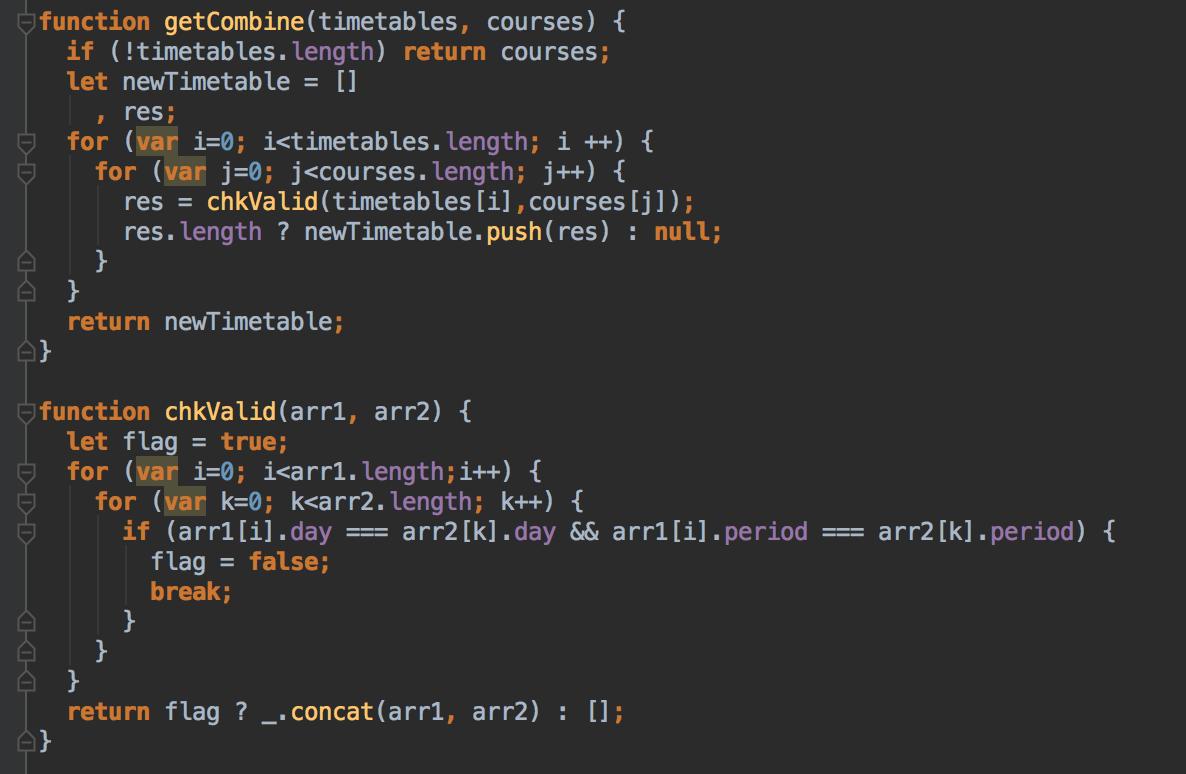 function getCombine(timetables, courses) {
  if (!timetables.length) return courses;
  let newTimetable = []
    , res;
  for (var i=0; i<timetables.length; i ++) {
    for (var j=0; j<courses.length; j++) {
      res = chkValid(timetables[i],courses[j]);
      res.length ? newTimetable.push(res) : null;
    }
  }
  return newTimetable;
}

function chkValid(arr1, arr2) {
  let flag = true;
  for (var i=0; i<arr1.length;i++) {
    for (var k=0; k<arr2.length; k++) {
      if (arr1[i].day === arr2[k].day && arr1[i].period === arr2[k].period) {
        flag = false;
        break;
      }
    }
  }
  return flag ? _.concat(arr1, arr2) : [];
}